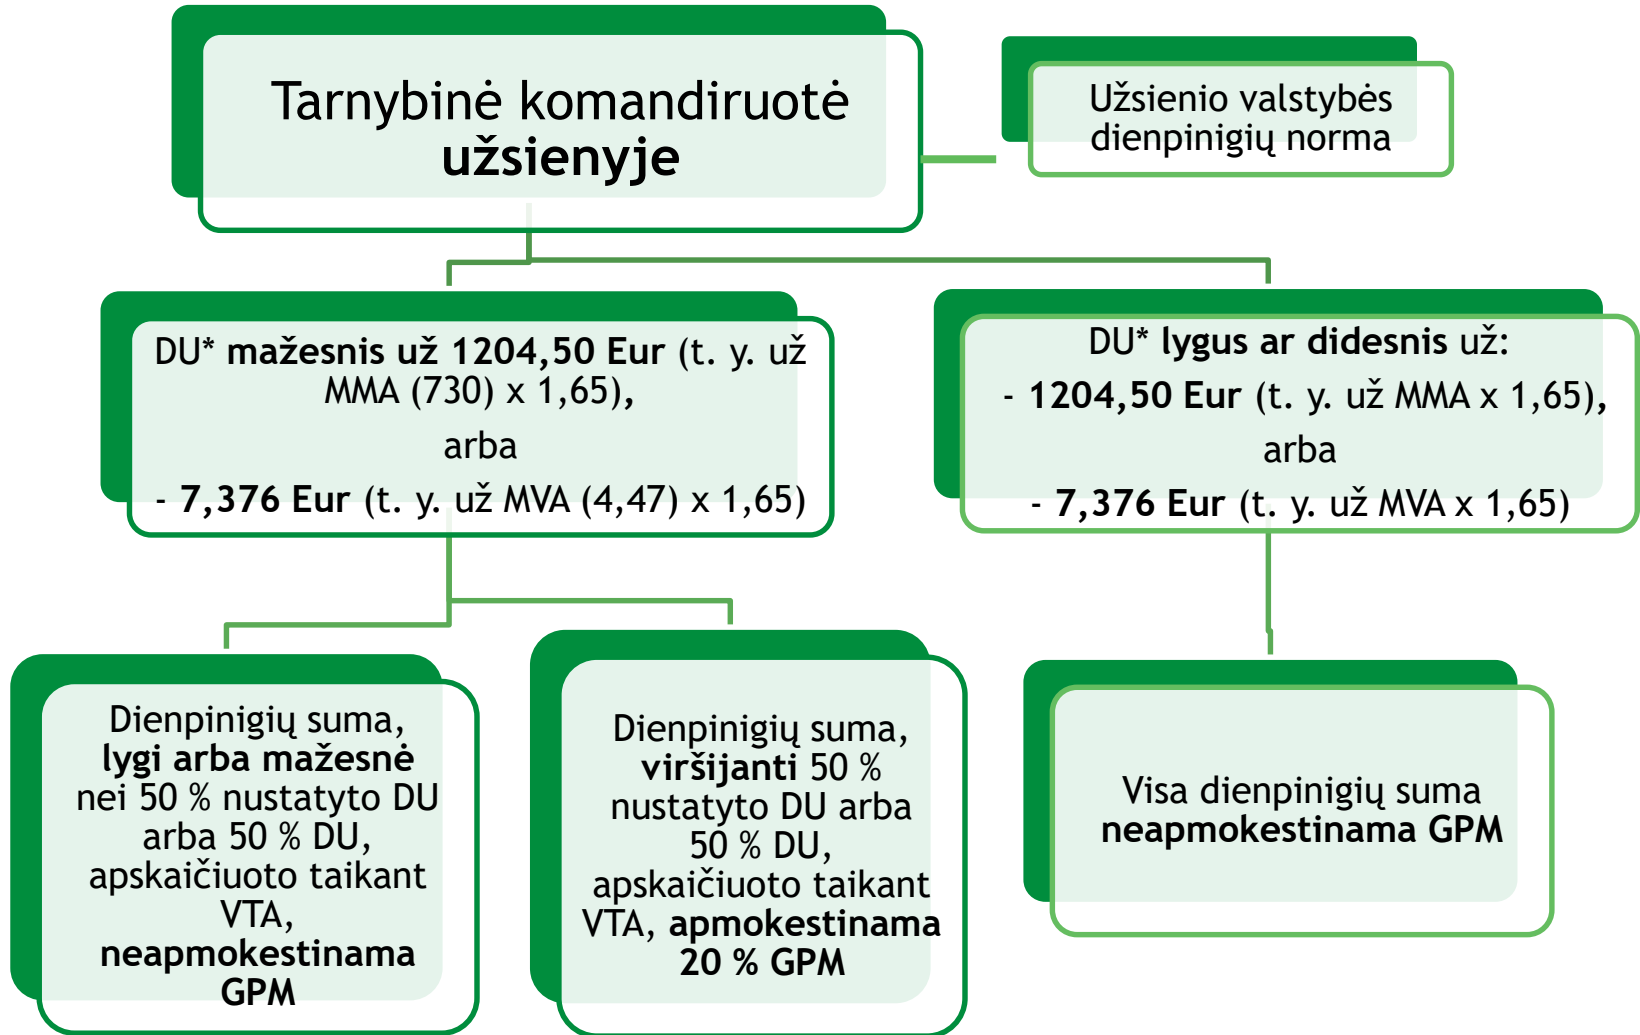 Tarnybinė komandiruotė
užsienyje
Užsienio valstybės
dienpinigių norma
DU* mažesnis už 1204,50 Eur (t. y. už
MMA (730) x 1,65),
arba
- 7,376 Eur (t. y. už MVA (4,47) x 1,65)
DU* lygus ar didesnis už:
- 1204,50 Eur (t. y. už MMA x 1,65),
arba
- 7,376 Eur (t. y. už MVA x 1,65)
Dienpinigių suma,
lygi arba mažesnė
nei 50 % nustatyto DU
arba 50 % DU,
apskaičiuoto taikant
VTA,
neapmokestinama
GPM
Dienpinigių suma,
viršijanti 50 %
nustatyto DU arba
50 % DU,
apskaičiuoto taikant
VTA, apmokestinama
20 % GPM
Visa dienpinigių suma
neapmokestinama GPM